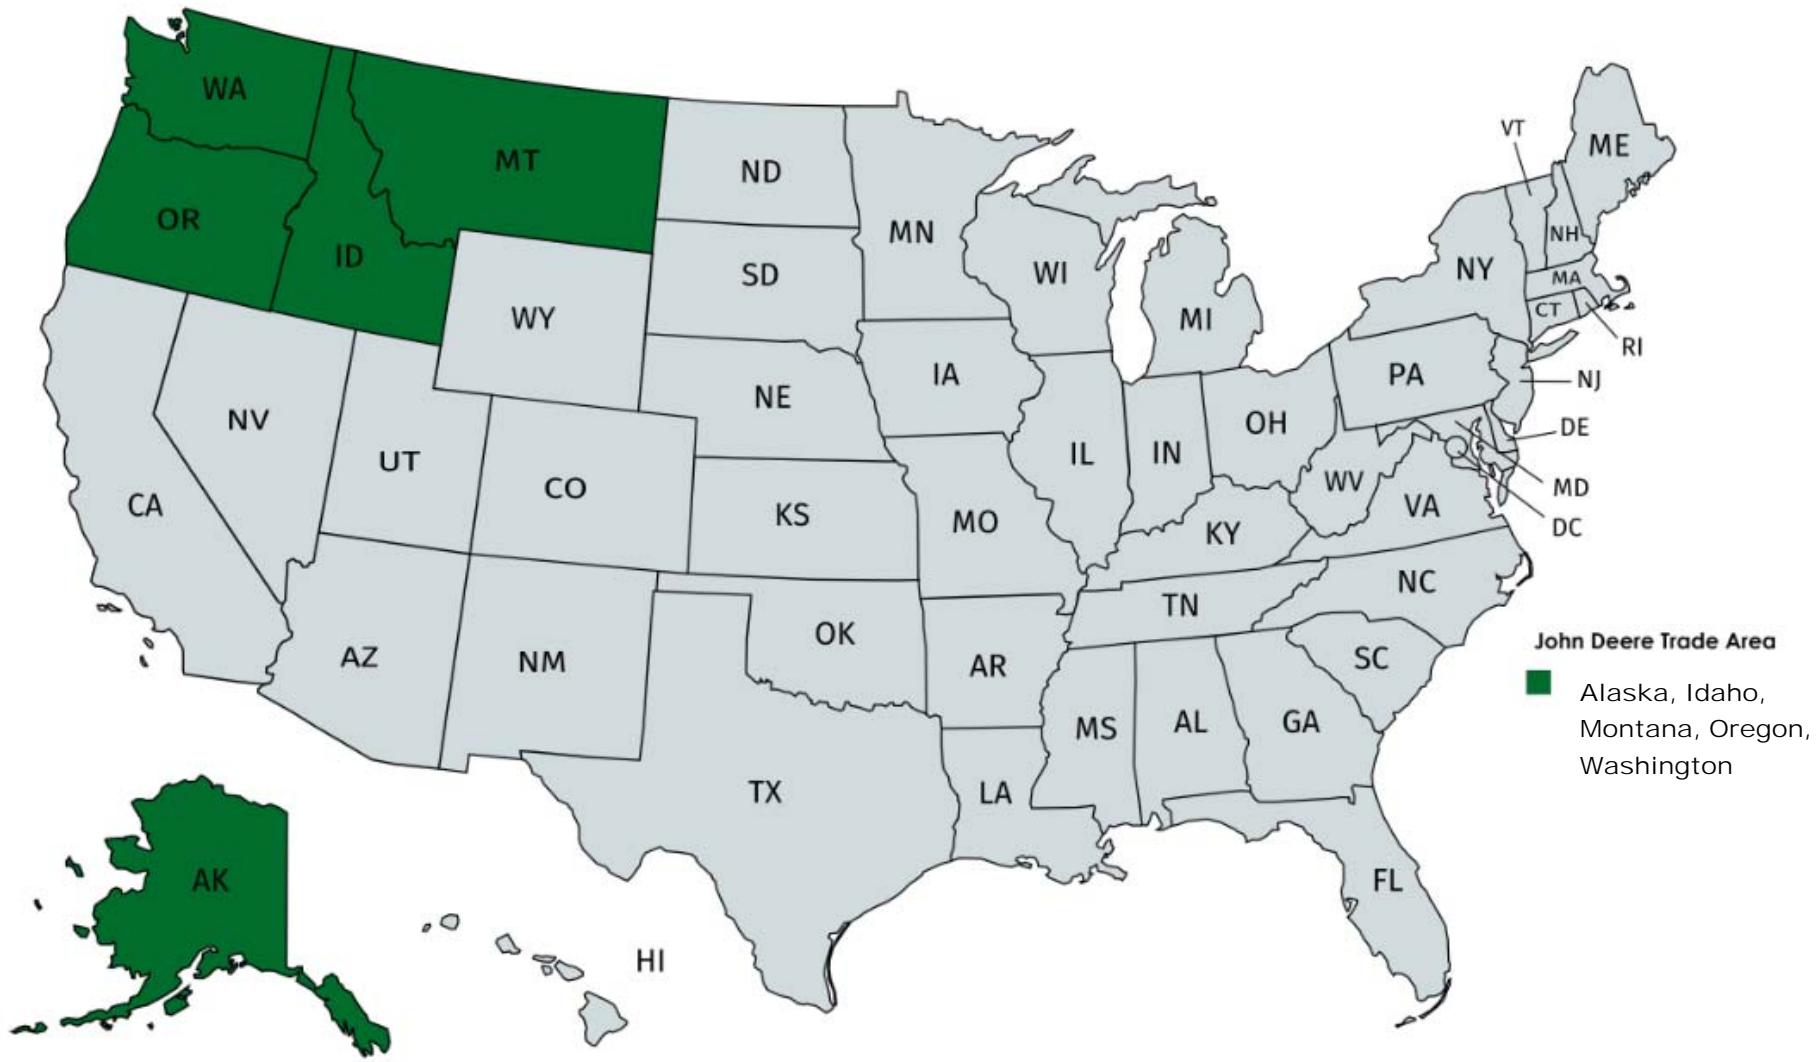 WA
MT
ND
MN
VT
ME
OR
ID
SD
WI
NY
NH
MA
CT
RI
WY
MI
IA
NE
PA
NJ
NV
UT
CO
IL
IN
OH
DE
CA
KS
MO
WV
VA
MD
DC
KY
NC
TN
AZ
NM
OK
AR
SC
MS
AL
GA
TX
LA
FL
AK
HI
John Deere Trade Area
Alaska, Idaho,
Montana, Oregon,
Washington